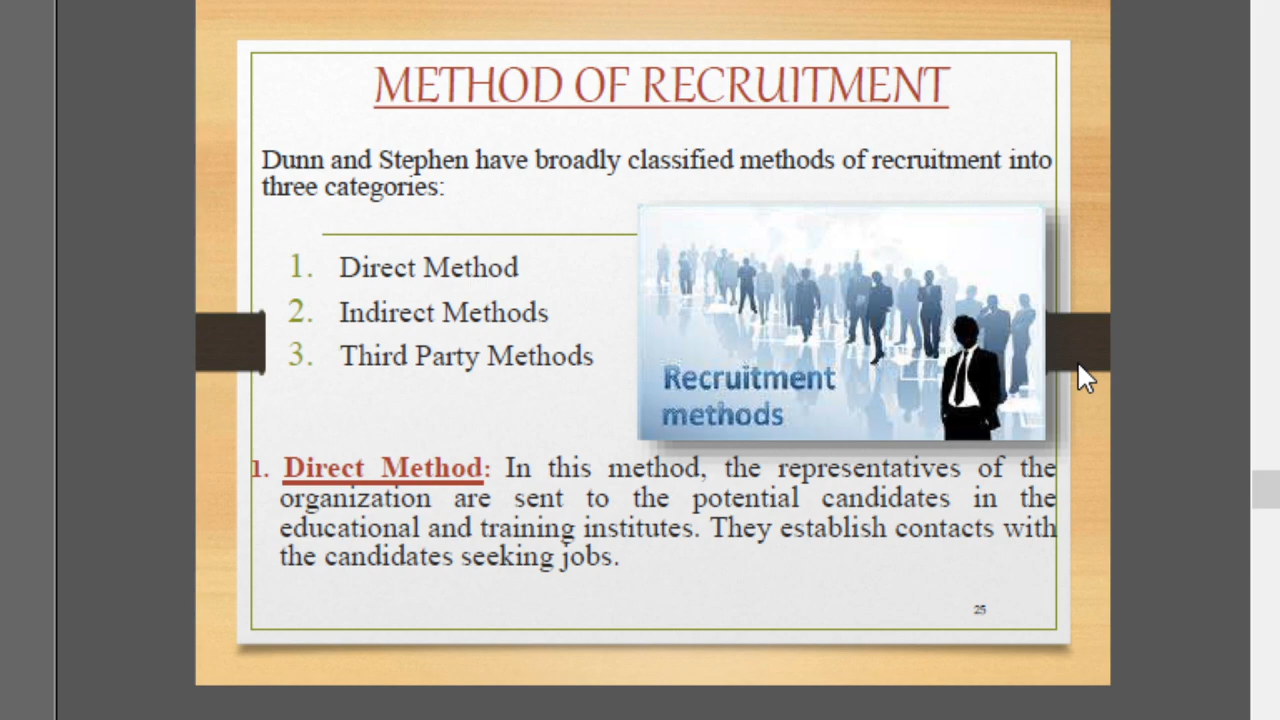 METHOD OF RECRUITMENT
Dunn and Stephen have broadly classified methods of recruitment into
three categories:
1. Direct Method
2. Indirect Methods
3. Third Party Methods
Recruitment
methods
1. Direct Method: In this method, the representatives of the
organization are sent to the potential candidates in the
educational and training institutes. They establish contacts with
the candidates seeking jobs.
25